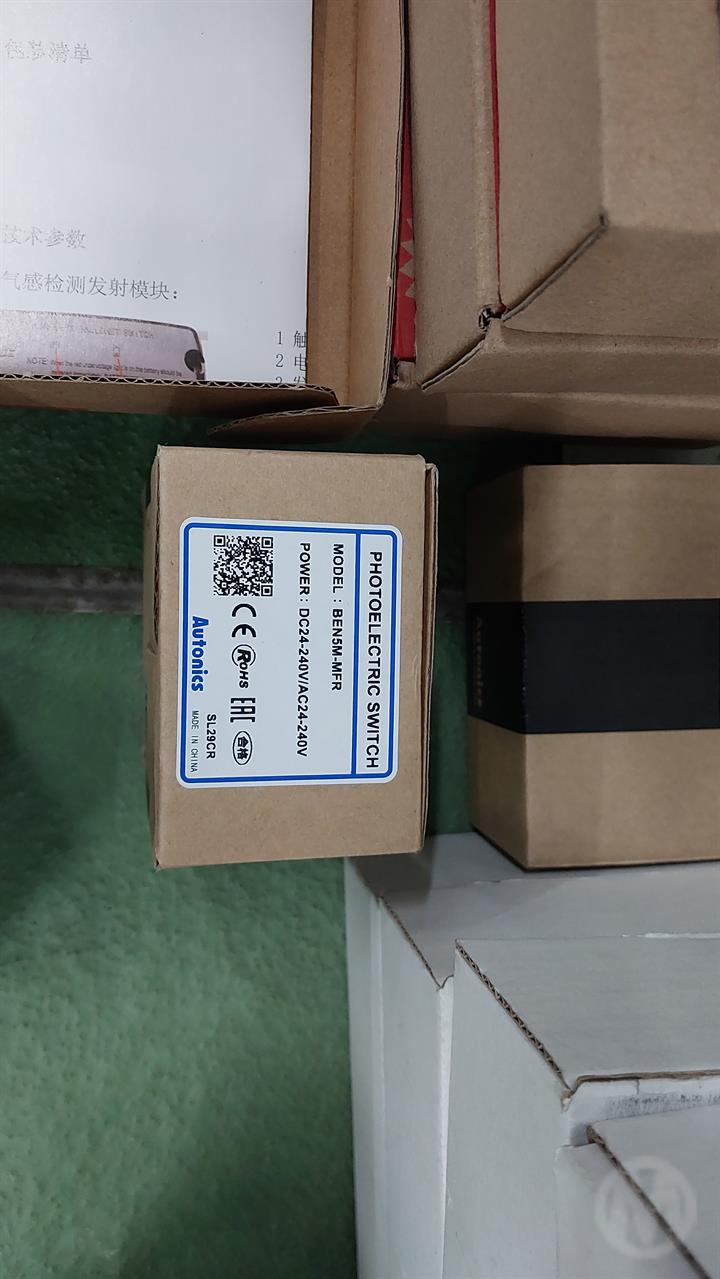 包装清单
技术参数
气感检测发射模块：
1 触
2 电
PHOTOELECTRIC SWITCH
MODEL : BEN5M-MFR
POWER : DC24-240V/AC24-240V
CE RoHS EAC 合格
Autonics
SL29CR
MADE IN CHINA
Autonics